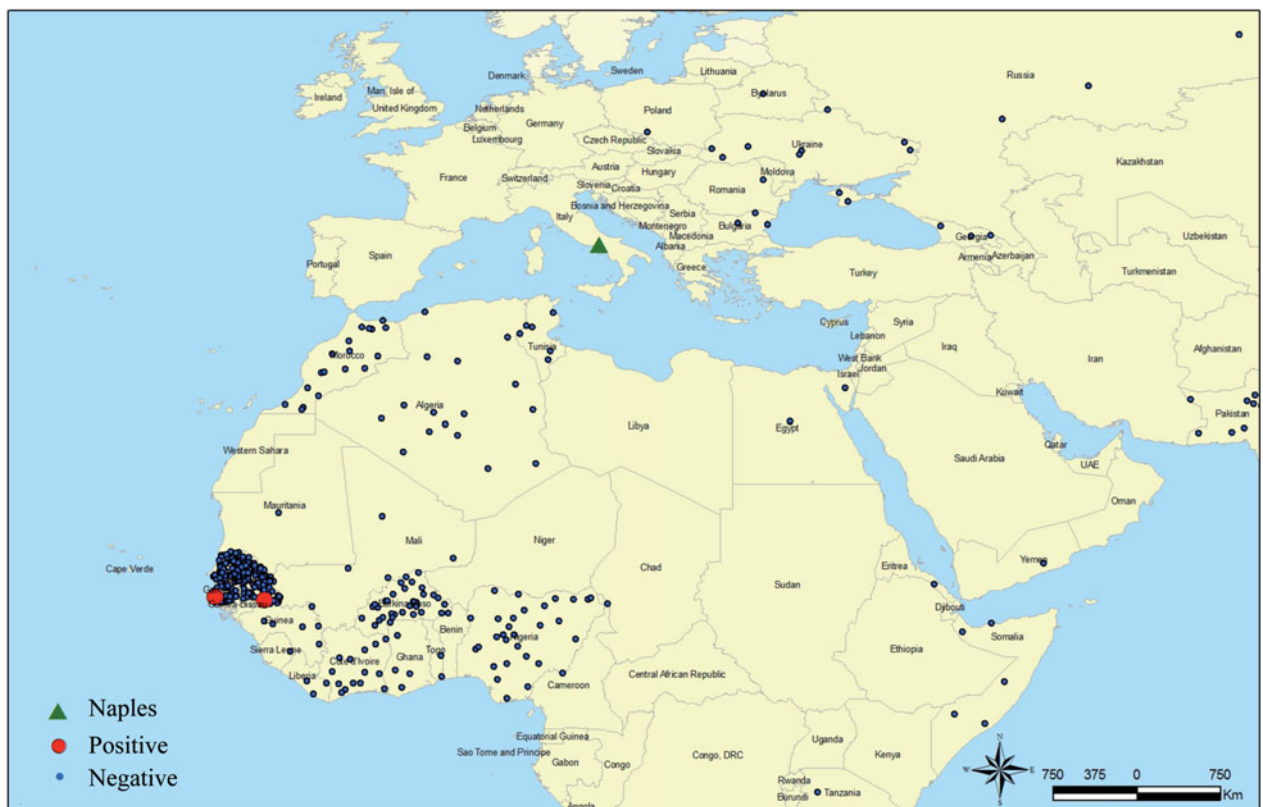 Sweden
Denmark
Lithuania
Russia
Ireland
Man, Isle of
United Kingdom
Netherlands
Belgium
Luxembourg
Germany
Poland
Byelarus
Czech Republic
Slovakia
Ukraine
Kazakhstan
France
Switzerland
Austria
Hungary
Moldova
Slovenia
Croatia
Romania
Bosnia and Herzegovina
Italy
Serbia
Montenegro
Bulgaria
Macedonia
Albania
Georgia
Uzbekistan
Portugal
Spain
Greece
Armenia
Azerbaijan
Turkey
Turkmenistan
Cyprus
Syria
Lebanon
Tunisia
Morocco
West Bank
Iraq
Iran
Afghanistan
Israel
Jordan
Kuwait
Algeria
Libya
Egypt
Pakistan
Western Sahara
Qatar
Saudi Arabia
UAE
Oman
Mauritania
Mali
Niger
Chad
Sudan
Eritrea
Yemen
Cape Verde
Guinea-Bissau
Guinea
Burkina Faso
Benin
Nigeria
Djibouti
Somalia
Sierra Leone
Cote d'Ivoire
Ghana
Togo
Ethiopia
Liberia
Cameroon
Central African Republic
Equatorial Guinea
Sao Tome and Principe
Gabon
Congo
Congo, DRC
Uganda
Kenya
Rwanda
Burundi
Tanzania
Angola
Naples
Positive
Negative
N
W E
S
750 375 0 750
Km